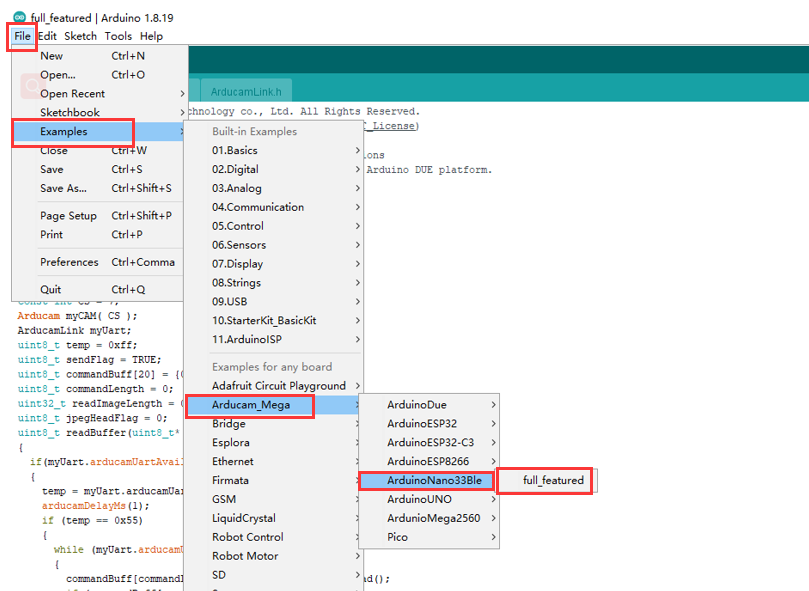 full_featured | Arduino 1.8.19
File Edit Sketch Tools Help
New Ctrl+N
Open... Ctrl+O
Open Recent
Sketchbook
Examples
Close Ctrl+W
Save Ctrl+S
Save As... Ctrl+Shift+S
Page Setup Ctrl+Shift+P
Print Ctrl+P
Preferences Ctrl+Comma
Quit Ctrl+Q
ArducamLink.h
chnology co., Ltd. All Rights Reserved.
T_License)
ions
Arduino DUE platform.
Built-in Examples
01.Basics
02.Digital
03.Analog
04.Communication
05.Control
06.Sensors
07.Display
08.Strings
09.USB
10.StarterKit_BasicKit
11.ArduinoISP
Examples for any board
Adafruit Circuit Playground
Arducam_Mega
Bridge
Esplora
Ethernet
Firmata
GSM
LiquidCrystal
Robot Control
Robot Motor
SD
ArduinoDue
ArduinoESP32
ArduinoESP32-C3
ArduinoESP8266
ArduinoNano33Ble
ArduinoUNO
ArdunioMega2560
Pico
full_featured
const int CS = 7;
Arducam myCAM( CS );
ArducamLink myUart;
uint8_t temp = 0xff;
uint8_t sendFlag = TRUE;
uint8_t commandBuff[20] = {0
uint8_t commandLength = 0;
uint32_t readImageLength = 0
uint8_t jpegHeadFlag = 0;
uint8_t readBuffer(uint8_t*
{
if(myUart.arducamUartAvai
{
temp = myUart.arducamUar
arducamDelayMs(1);
if (temp == 0x55)
{
while (myUart.arducamU
{
commandBuff[commandL
ad();